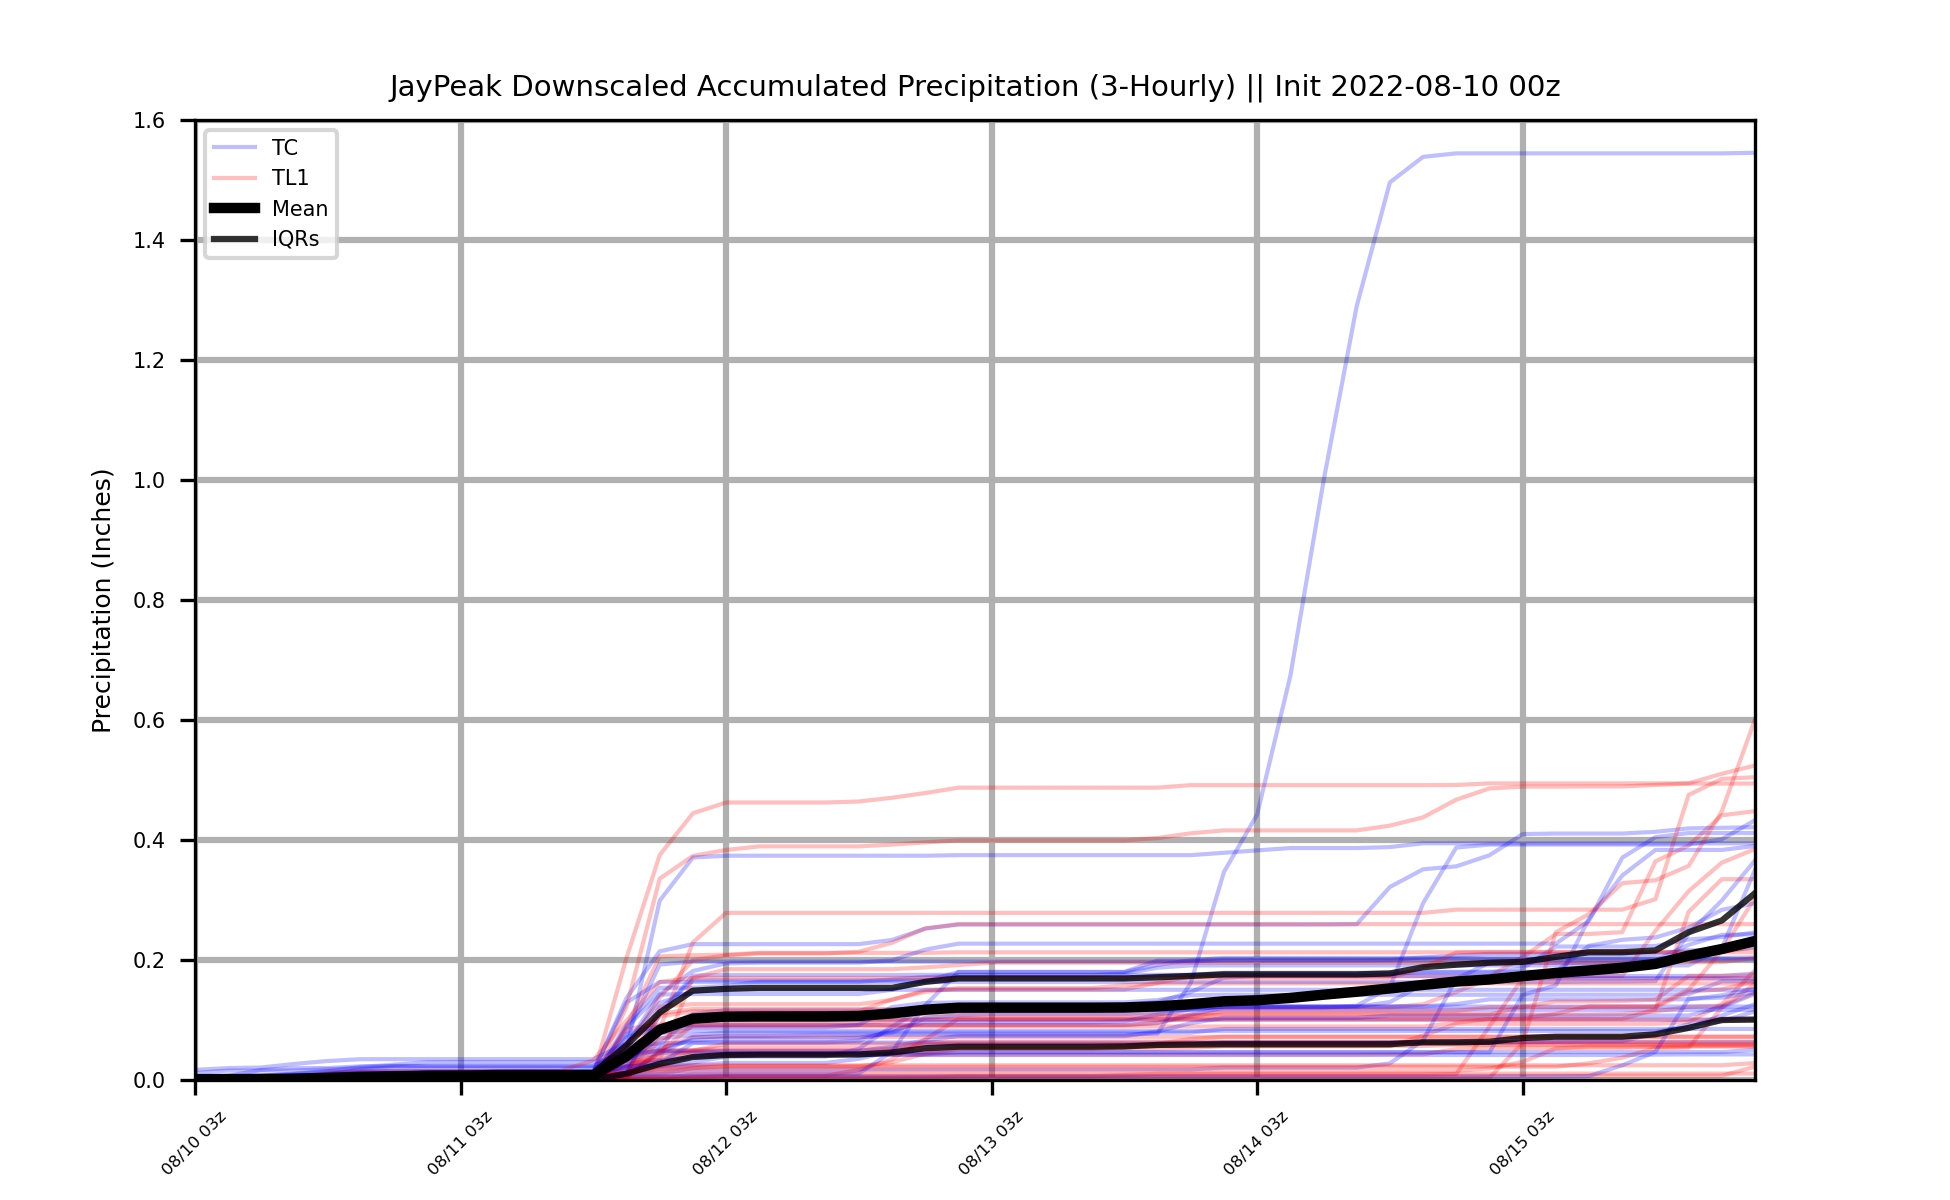 JayPeak Downscaled Accumulated Precipitation (3-Hourly) || Init 2022-08-10 00z
TC
TL1
Mean
IQRs
Precipitation (Inches)
1.6
1.4
1.2
1.0
0.8
0.6
0.4
0.2
0.0
08/10 03z
08/11 03z
08/12 03z
08/13 03z
08/14 03z
08/15 03z